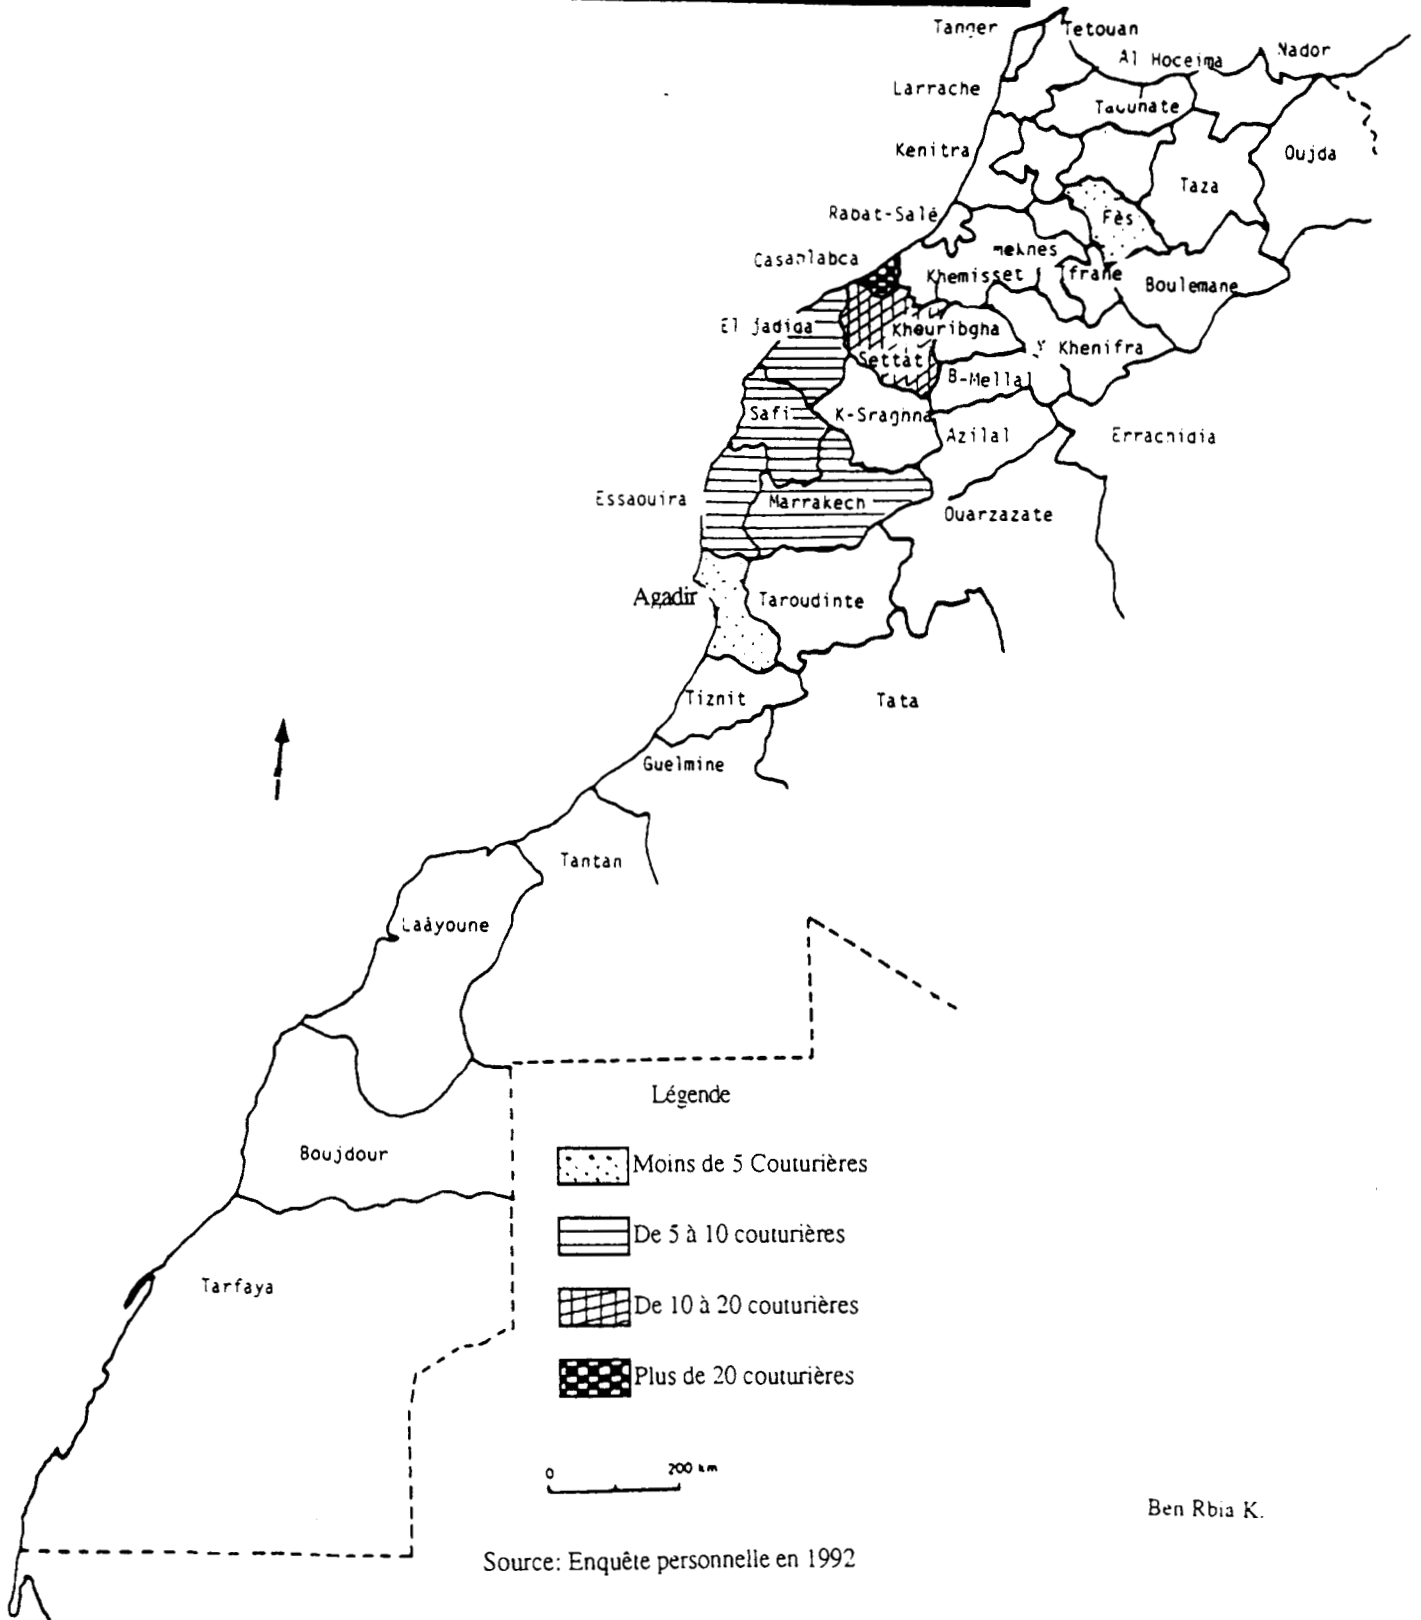 Tanger
Tetouan
Al Hoceima
Nador
Larrache
Taounate
Kenitra
Oujda
Taza
Rabat-Salé
Fès
meknes
Casablabca
Khemisset
Ifrane
Boulemane
El jadida
Khouribgha
Khenifra
Settat
B-Mellal
Safi
K-Sraghna
Azilal
Errachidia
Essaouira
Marrakech
Ouarzazate
Agadir
Taroudinte
Tiznit
Tata
Guelmine
Tantan
Laâyoune
Légende
Boujdour
Moins de 5 Couturières
De 5 à 10 couturières
Tarfaya
De 10 à 20 couturières
Plus de 20 couturières
0 200 km
Ben Rbia K.
Source: Enquête personnelle en 1992